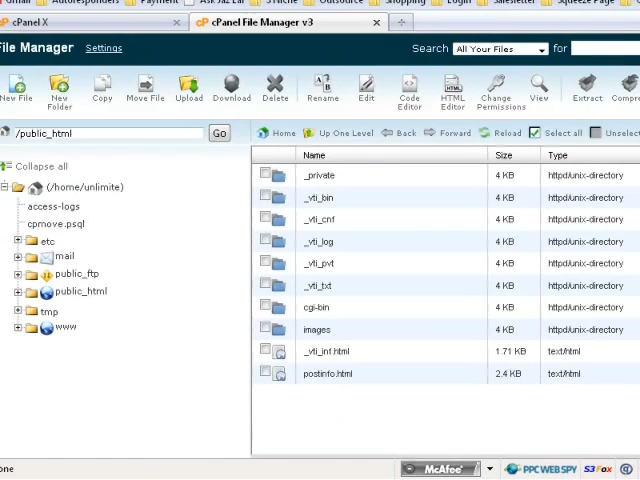 Gmail Autoresponders Payment Ask Jaz Lai S Niche Outsource Shopping Login Salesletter Squeeze Page
cP cPanel X × cP cPanel File Manager v3 ×
File Manager Settings Search All Your Files for
New File New Folder Copy Move File Upload Download Delete Rename Edit Code Editor HTML Editor Change Permissions View Extract Compre
/public_html Go Home Up One Level Back Forward Reload Select all Unselect
Collapse all
Name Size Type
(/home/unlimite)
access-logs
cpmove.psql
etc
mail
public_ftp
public_html
tmp
www
_private 4 KB httpd/unix-directory
_vti_bin 4 KB httpd/unix-directory
_vti_cnf 4 KB httpd/unix-directory
_vti_log 4 KB httpd/unix-directory
_vti_pvt 4 KB httpd/unix-directory
_vti_txt 4 KB httpd/unix-directory
cgi-bin 4 KB httpd/unix-directory
images 4 KB httpd/unix-directory
_vti_inf.html 1.71 KB text/html
postinfo.html 2.4 KB text/html
one McAfee PPC WEB SPY S3Fox @